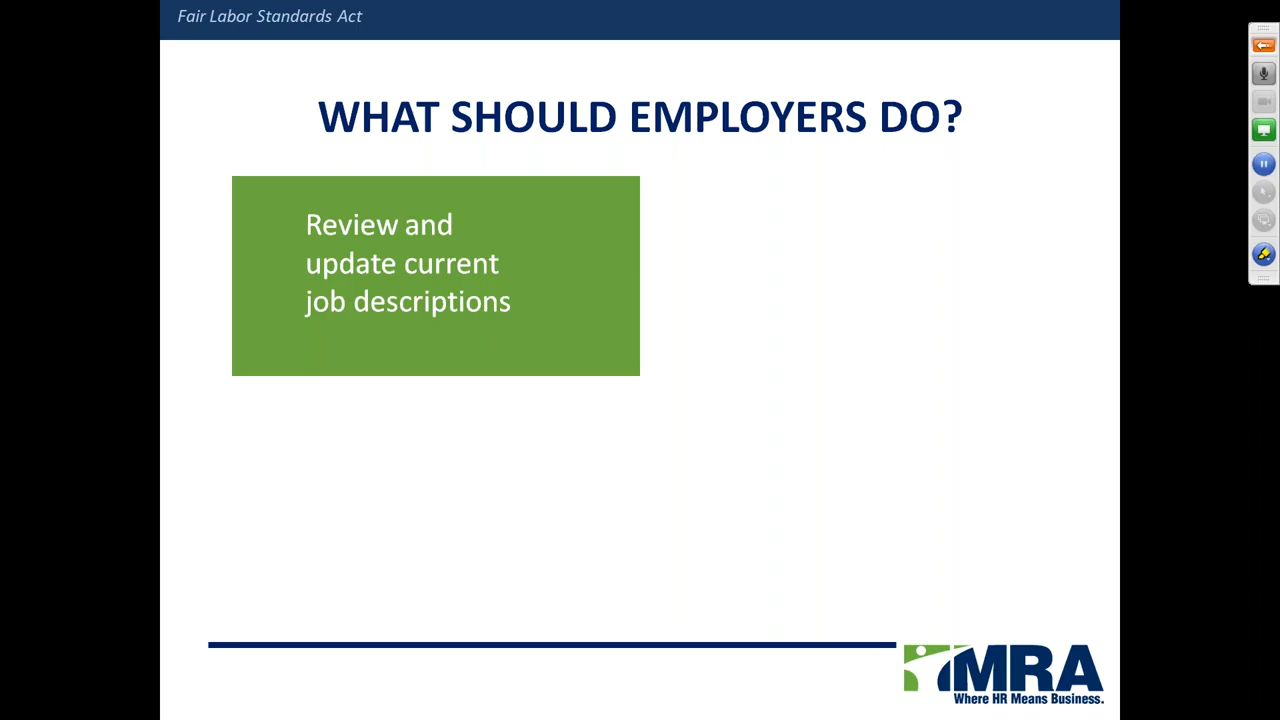 Fair Labor Standards Act
WHAT SHOULD EMPLOYERS DO?
Review and
update current
job descriptions
MRA
Where HR Means Business.